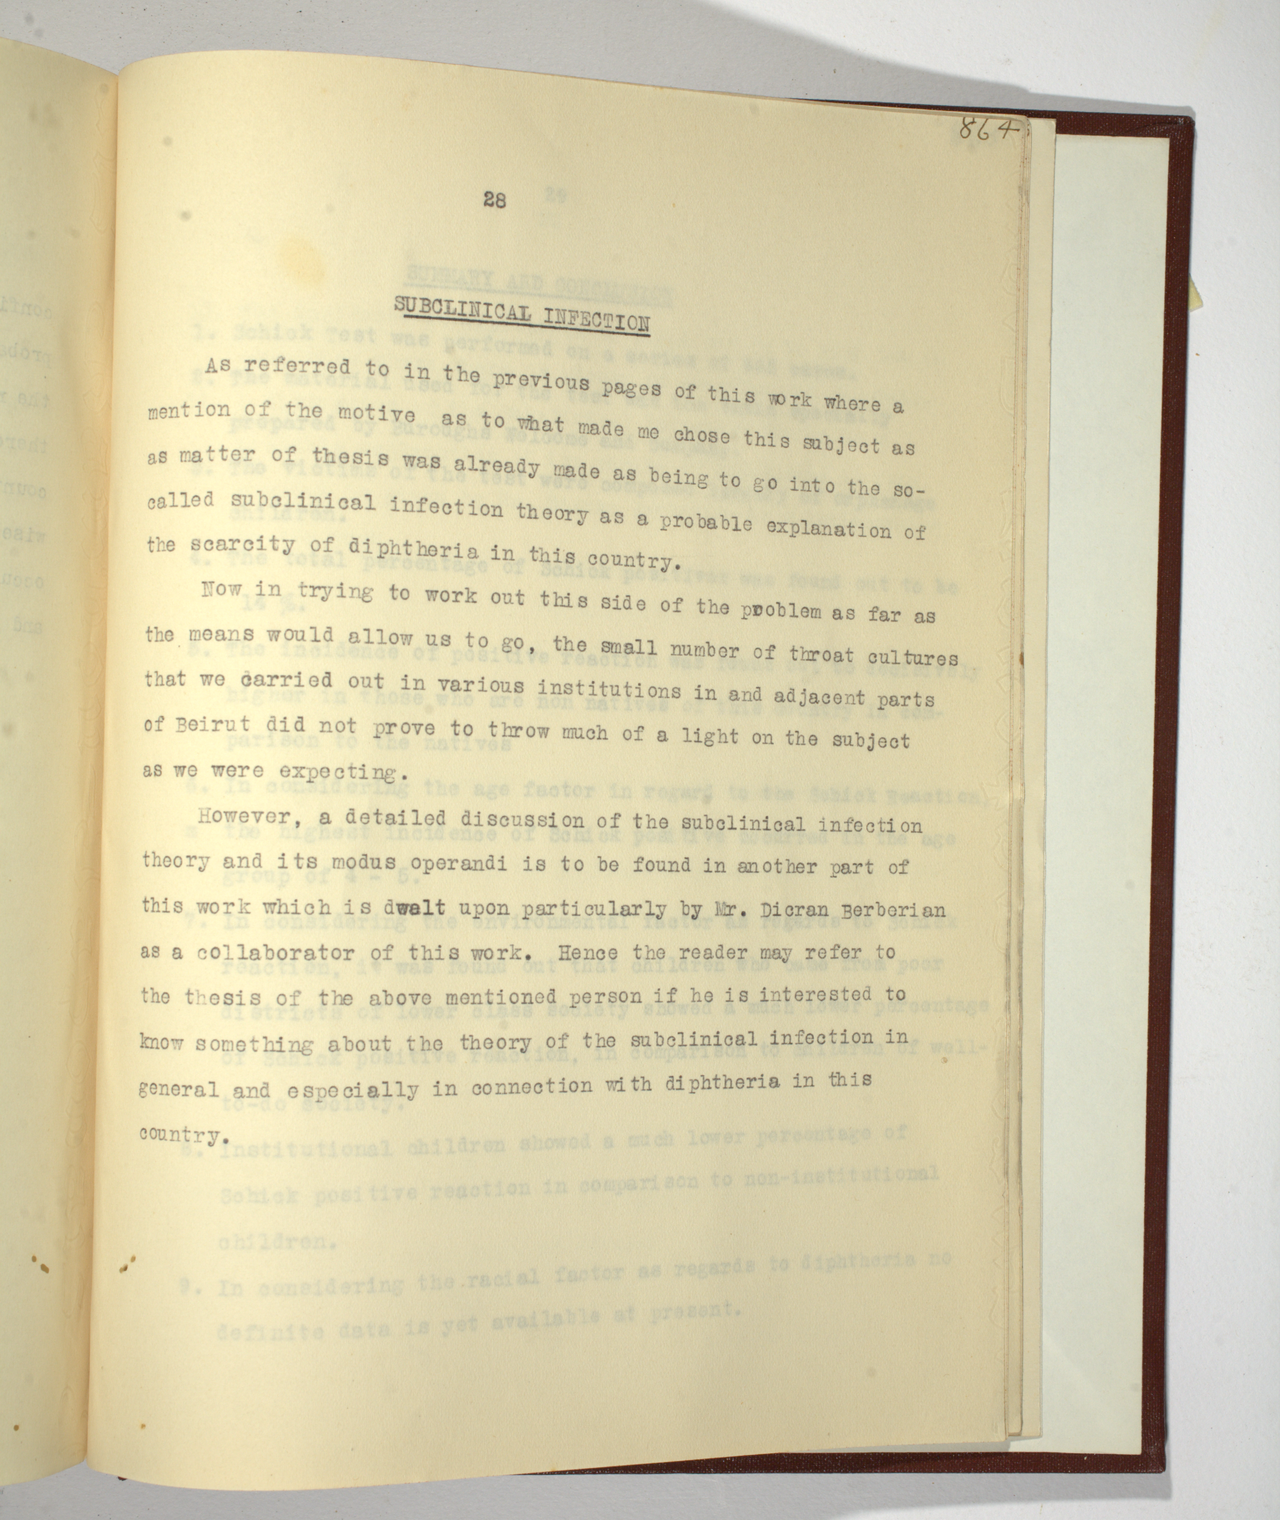 864
28
SUBCLINICAL INFECTION
As referred to in the previous pages of this work where a
mention of the motive as to what made me chose this subject as
as matter of thesis was already made as being to go into the so-
called subclinical infection theory as a probable explanation of
the scarcity of diphtheria in this country.
Now in trying to work out this side of the problem as far as
the means would allow us to go, the small number of throat cultures
that we carried out in various institutions in and adjacent parts
of Beirut did not prove to throw much of a light on the subject
as we were expecting.
However, a detailed discussion of the subclinical infection
theory and its modus operandi is to be found in another part of
this work which is dwelt upon particularly by Mr. Dicran Berberian
as a collaborator of this work. Hence the reader may refer to
the thesis of the above mentioned person if he is interested to
know something about the theory of the subclinical infection in
general and especially in connection with diphtheria in this
country.